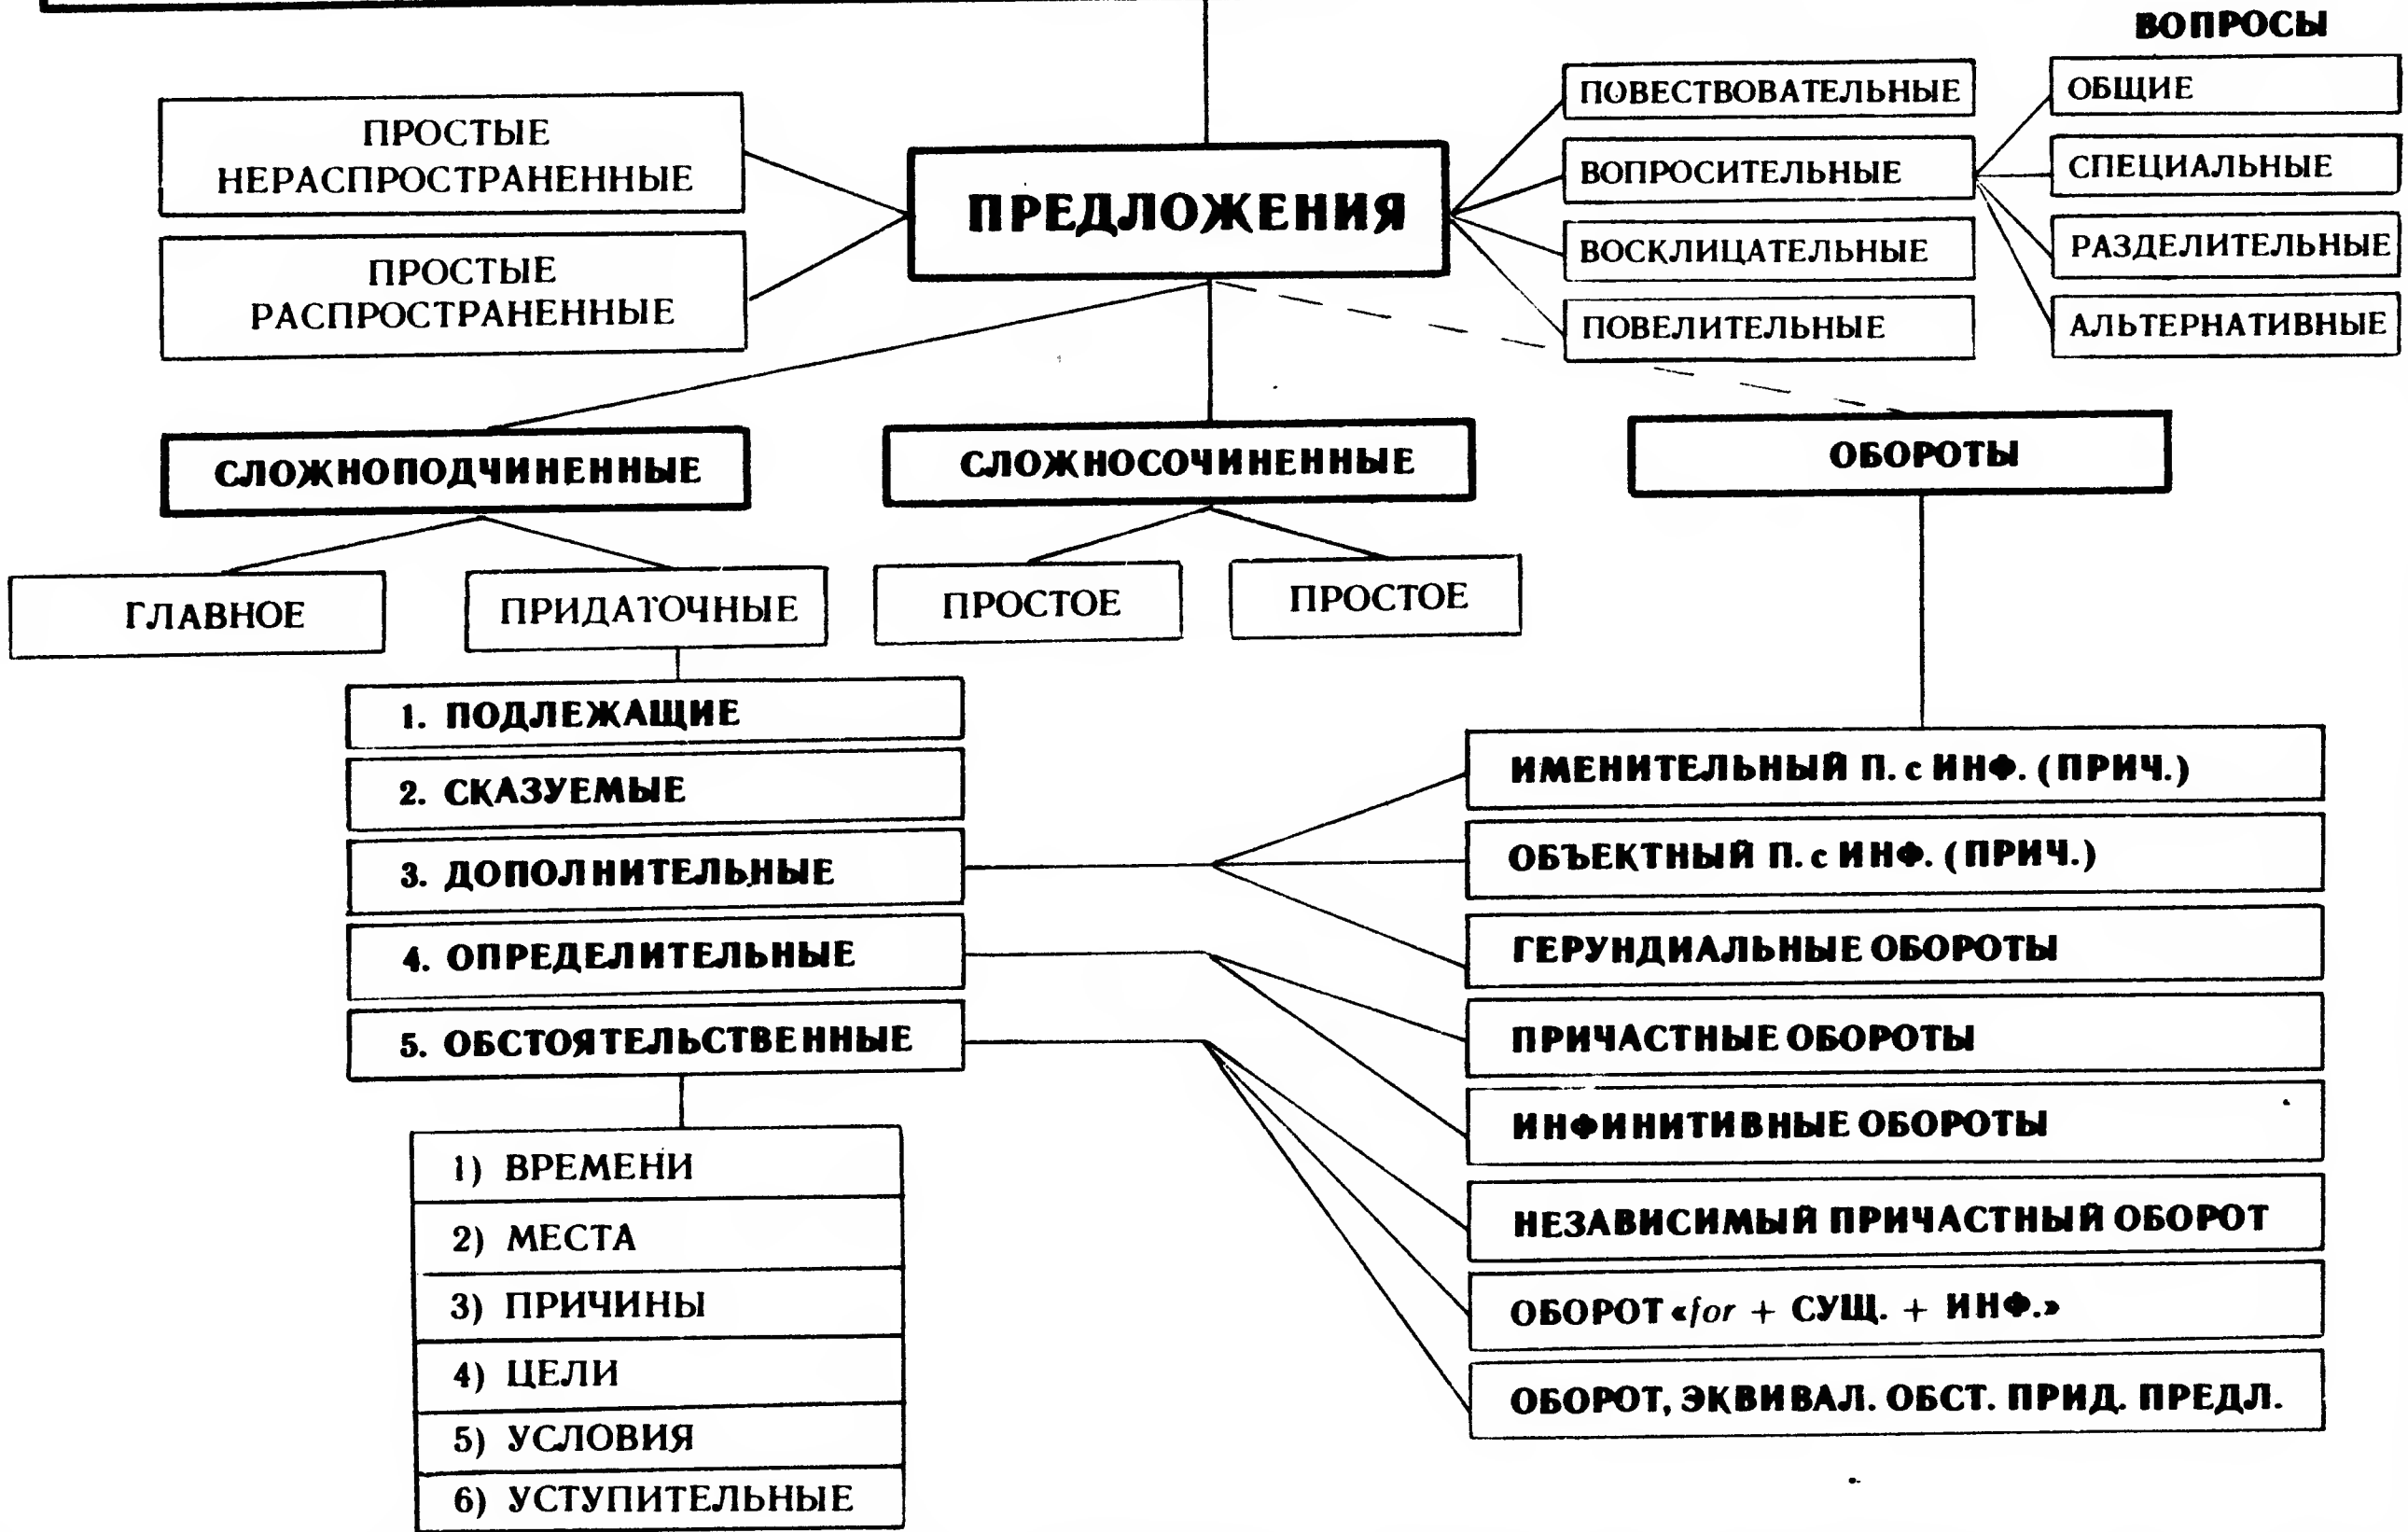 ВОПРОСЫ
ПРОСТЫЕ
НЕРАСПРОСТРАНЕННЫЕ
ПРОСТЫЕ
РАСПРОСТРАНЕННЫЕ
ПРЕДЛОЖЕНИЯ
ПОВЕСТВОВАТЕЛЬНЫЕ
ВОПРОСИТЕЛЬНЫЕ
ВОСКЛИЦАТЕЛЬНЫЕ
ПОВЕЛИТЕЛЬНЫЕ
ОБЩИЕ
СПЕЦИАЛЬНЫЕ
РАЗДЕЛИТЕЛЬНЫЕ
АЛЬТЕРНАТИВНЫЕ
СЛОЖНОПОДЧИНЕННЫЕ
СЛОЖНОСОЧИНЕННЫЕ
ОБОРОТЫ
ГЛАВНОЕ
ПРИДАТОЧНЫЕ
ПРОСТОЕ
ПРОСТОЕ
1. ПОДЛЕЖАЩИЕ
2. СКАЗУЕМЫЕ
3. ДОПОЛНИТЕЛЬНЫЕ
4. ОПРЕДЕЛИТЕЛЬНЫЕ
5. ОБСТОЯТЕЛЬСТВЕННЫЕ
1) ВРЕМЕНИ
2) МЕСТА
3) ПРИЧИНЫ
4) ЦЕЛИ
5) УСЛОВИЯ
6) УСТУПИТЕЛЬНЫЕ
ИМЕНИТЕЛЬНЫЙ П. с ИНФ. (ПРИЧ.)
ОБЪЕКТНЫЙ П. с ИНФ. (ПРИЧ.)
ГЕРУНДИАЛЬНЫЕ ОБОРОТЫ
ПРИЧАСТНЫЕ ОБОРОТЫ
ИНФИНИТИВНЫЕ ОБОРОТЫ
НЕЗАВИСИМЫЙ ПРИЧАСТНЫЙ ОБОРОТ
ОБОРОТ «for + СУЩ. + ИНФ.»
ОБОРОТ, ЭКВИВАЛ. ОБСТ. ПРИД. ПРЕДЛ.